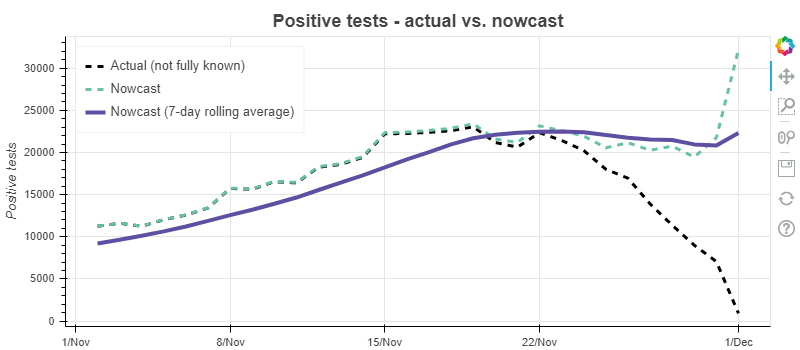 Positive tests - actual vs. nowcast
Actual (not fully known)
Nowcast
Nowcast (7-day rolling average)
Positive tests
30000
25000
20000
15000
10000
5000
0
1/Nov 8/Nov 15/Nov 22/Nov 1/Dec